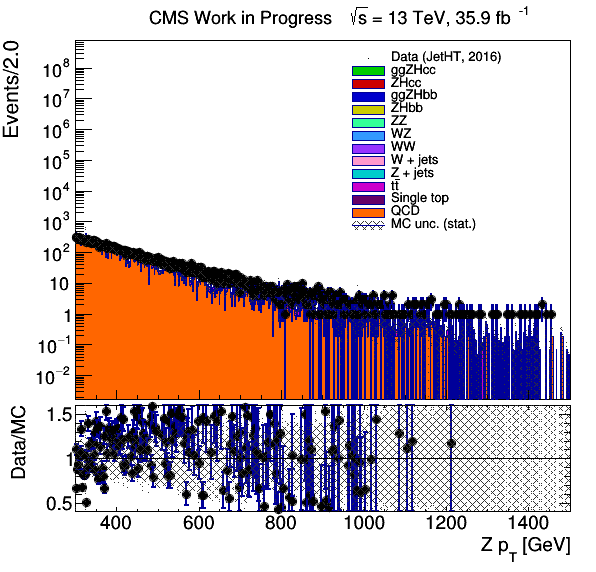 CMS Work in Progress √s = 13 TeV, 35.9 fb⁻¹
Events/2.0
10⁸
10⁷
10⁶
10⁵
10⁴
10³
10²
10
1
10⁻¹
10⁻²
Data (JetHT, 2016)
ggZHcc
ZHcc
ggZHbb
ZHbb
ZZ
WZ
WW
W + jets
Z + jets
tt̄
Single top
QCD
MC unc. (stat.)
Data/MC
1.5
1
0.5
400 600 800 1000 1200 1400
Z p_T [GeV]